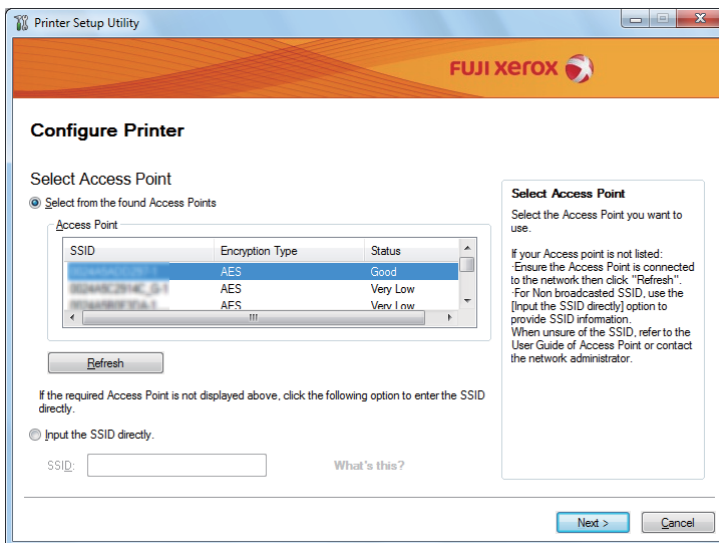 Printer Setup Utility
FUJI xerox
Configure Printer
Select Access Point
Select from the found Access Points
Access Point
SSID Encryption Type Status
AES Good
AES Very Low
AES Very Low
Refresh
If the required Access Point is not displayed above, click the following option to enter the SSID
directly.
Input the SSID directly.
SSID: What's this?
Select Access Point
Select the Access Point you want to
use.
If your Access point is not listed:
·Ensure the Access Point is connected
to the network then click "Refresh".
·For Non broadcasted SSID, use the
[Input the SSID directly] option to
provide SSID information.
When unsure of the SSID, refer to the
User Guide of Access Point or contact
the network administrator.
Next > Cancel